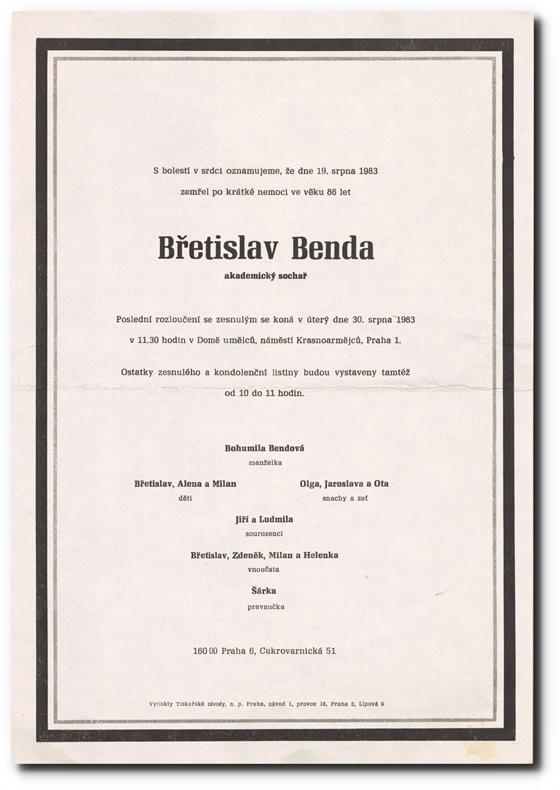 S bolestí v srdci oznamujeme, že dne 19. srpna 1983
zemřel po krátké nemoci ve věku 86 let
Břetislav Benda
akademický sochař
Poslední rozloučení se zesnulým se koná v úterý dne 30. srpna 1983
v 11.30 hodin v Domě umělců, náměstí Krasnoarmějců, Praha 1.
Ostatky zesnulého a kondolenční listiny budou vystaveny tamtéž
od 10 do 11 hodin.
Bohumila Bendová
manželka
Břetislav, Alena a Milan
děti
Olga, Jaroslava a Ota
snachy a zeť
Jiří a Ludmila
sourozenci
Břetislav, Zdeněk, Milan a Helenka
vnoučata
Šárka
pravnučka
160 00 Praha 6, Cukrovarnická 51
Vytiskly Tiskařské závody, n. p. Praha, závod 1, provoz 16, Praha 2, Lípová 6